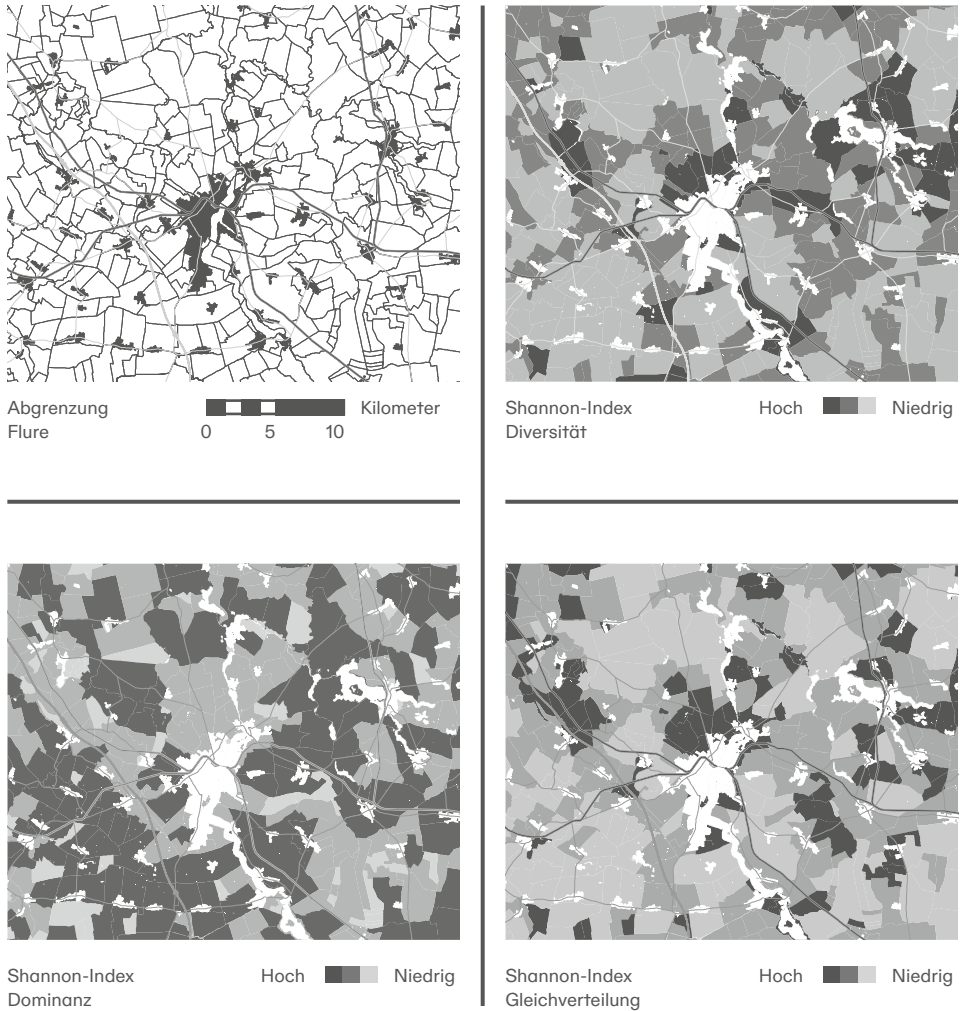 Abgrenzung
Flure
Kilometer
0 5 10
Shannon-Index
Diversität
Hoch Niedrig
Shannon-Index
Dominanz
Hoch Niedrig
Shannon-Index
Gleichverteilung
Hoch Niedrig